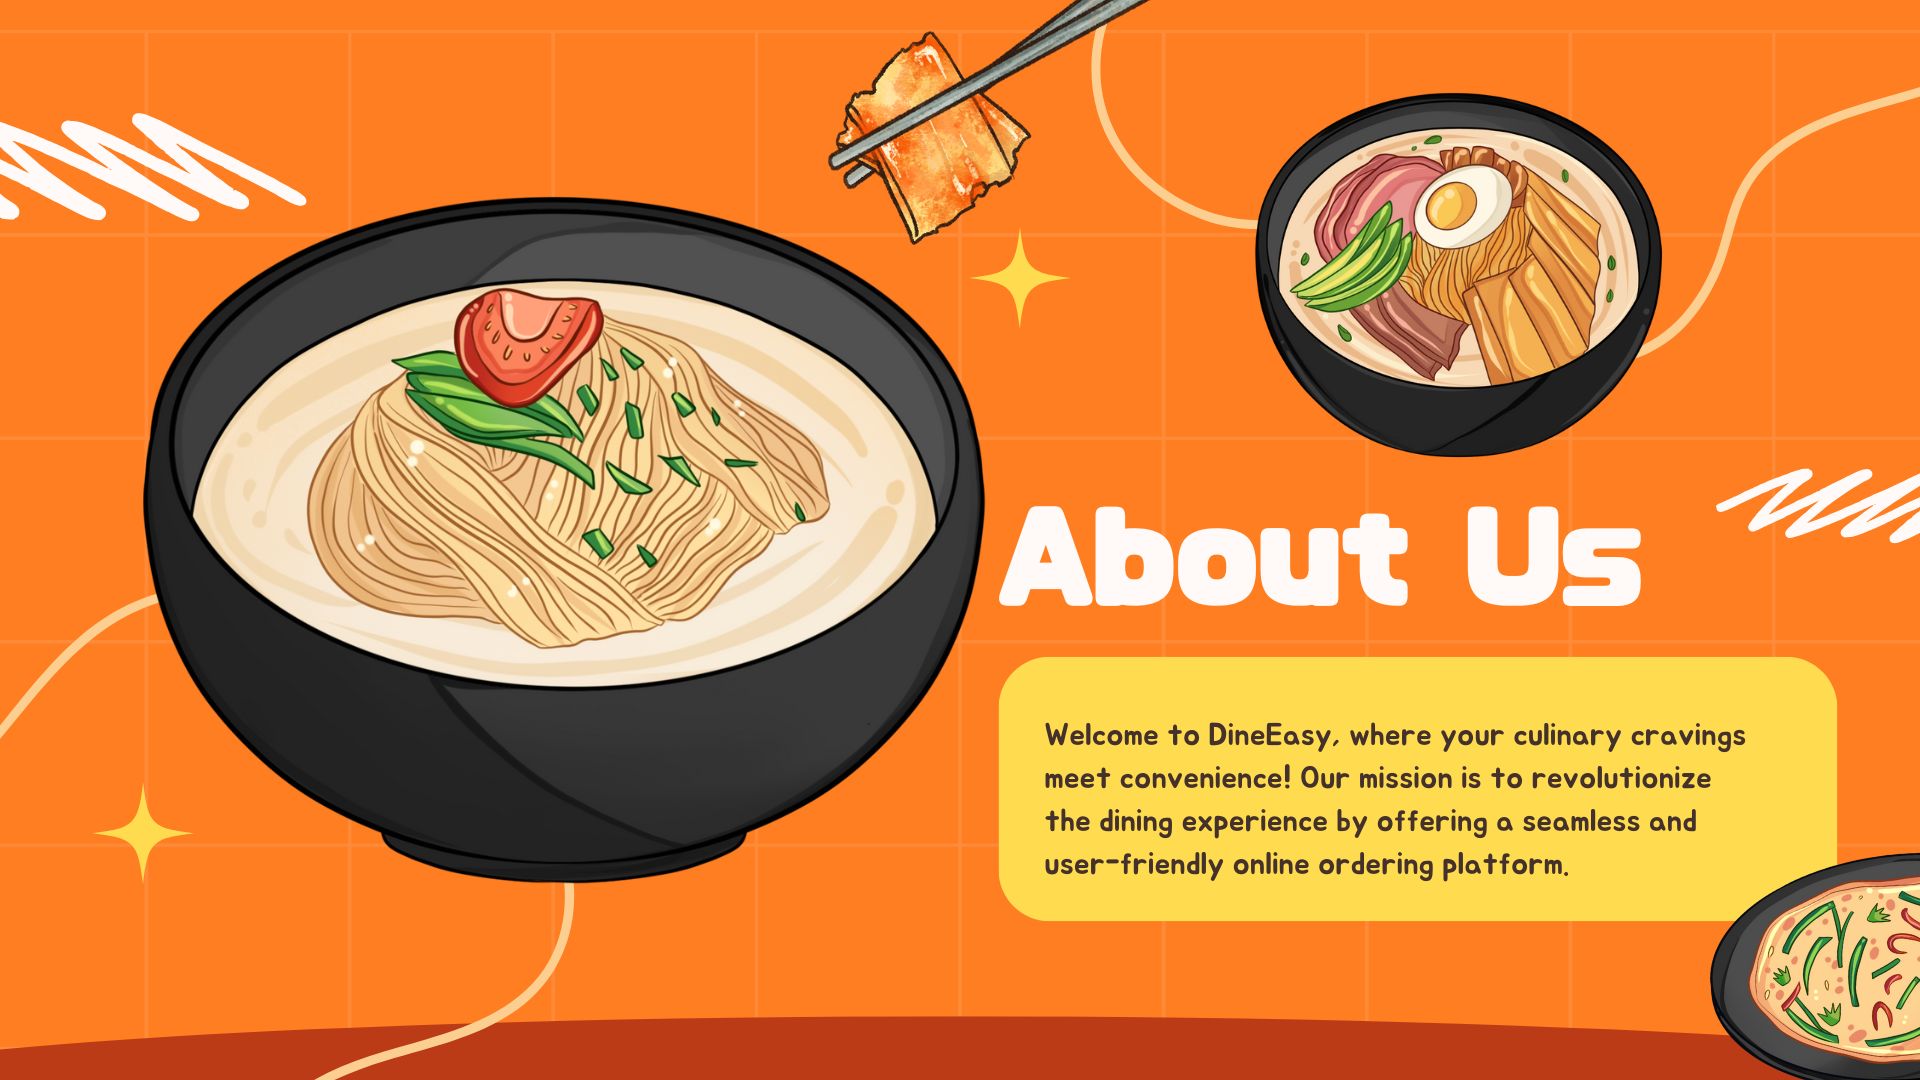 About Us
Welcome to DineEasy, where your culinary cravings
meet convenience! Our mission is to revolutionize
the dining experience by offering a seamless and
user-friendly online ordering platform.